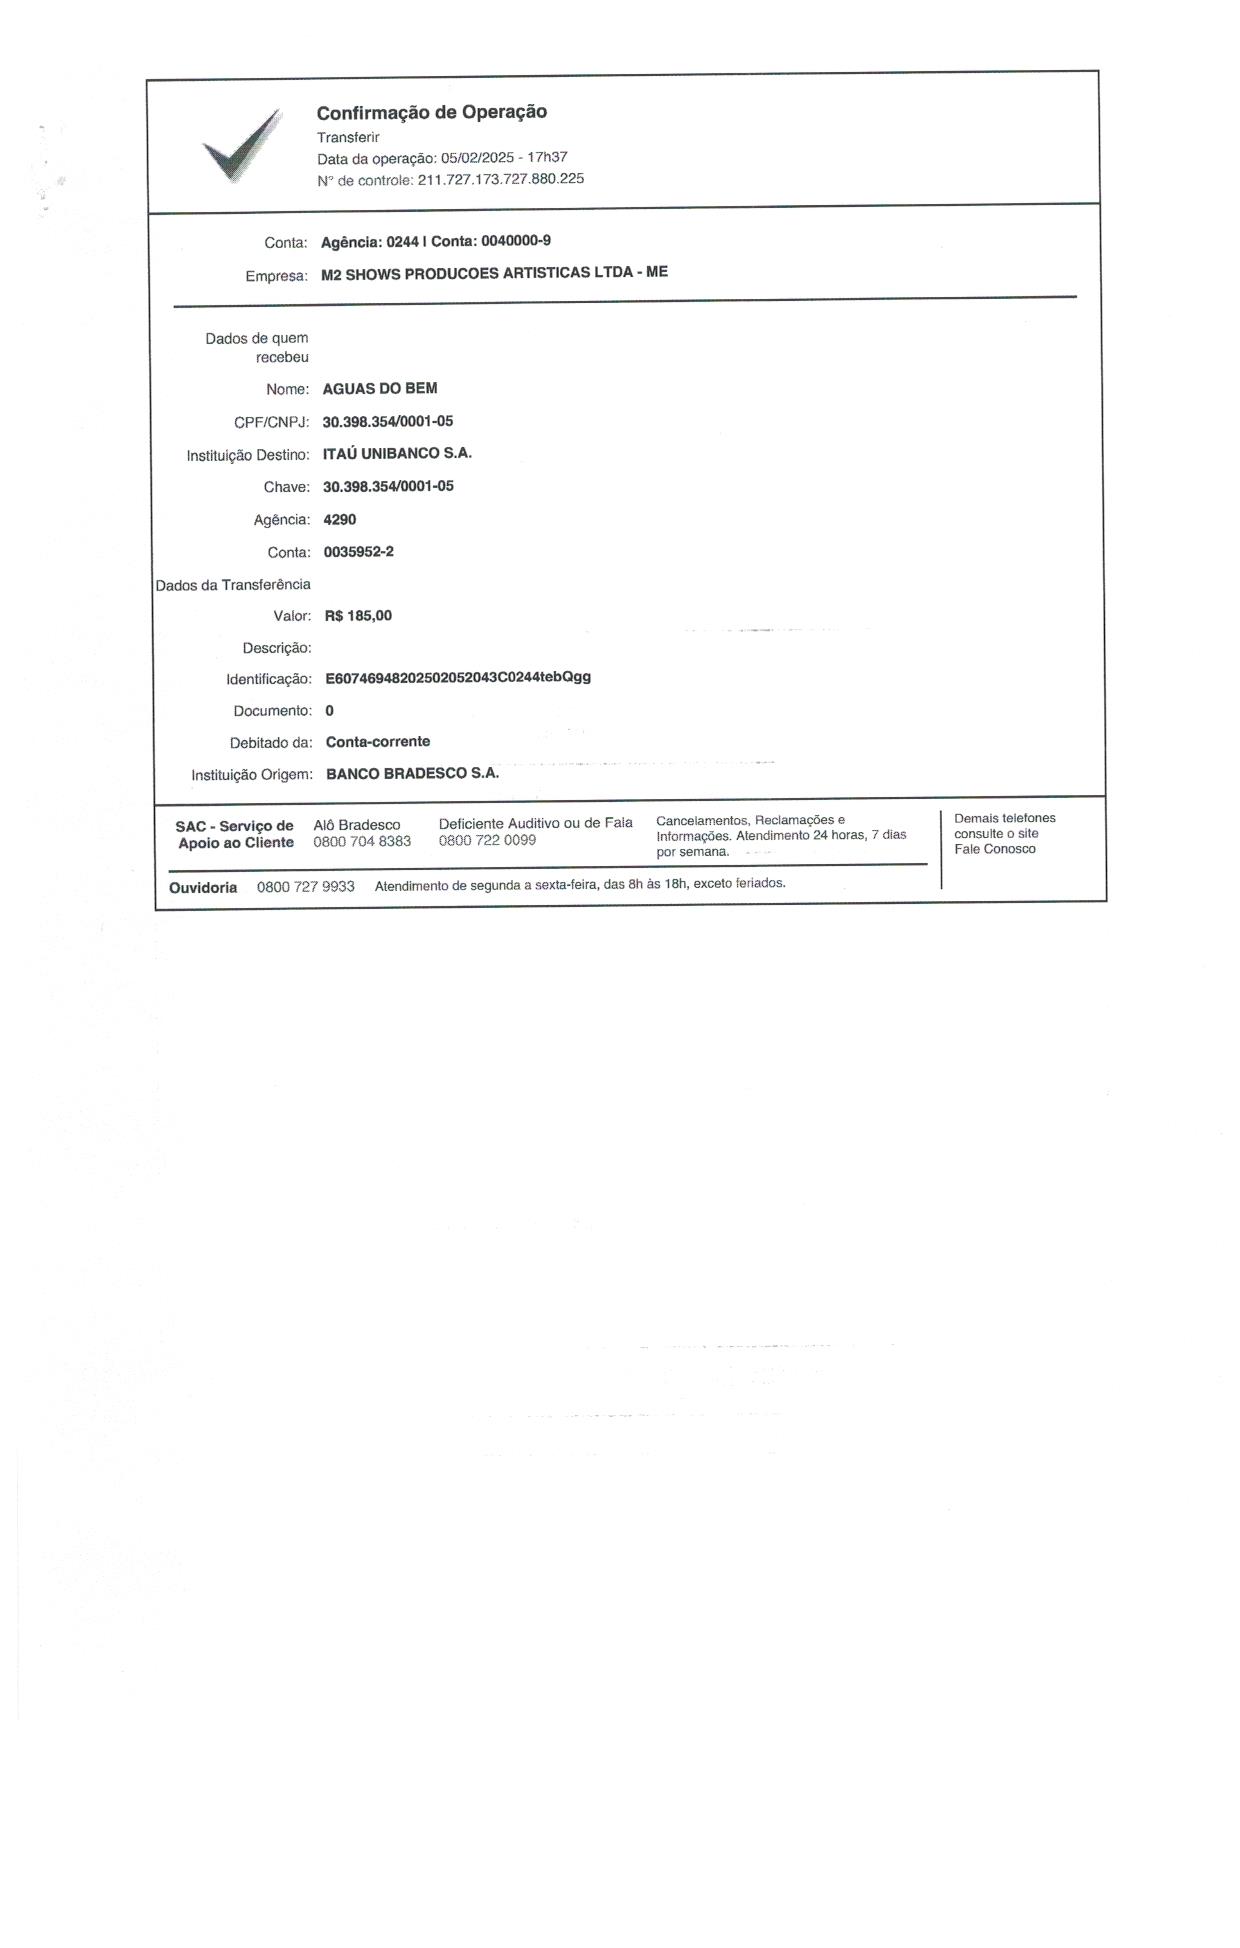 Confirmação de Operação
Transferir
Data da operação: 05/02/2025 - 17h37
N° de controle: 211.727.173.727.880.225
Conta: Agência: 0244 | Conta: 0040000-9
Empresa: M2 SHOWS PRODUCOES ARTISTICAS LTDA - ME
Dados de quem
recebeu
Nome: AGUAS DO BEM
CPF/CNPJ: 30.398.354/0001-05
Instituição Destino: ITAÚ UNIBANCO S.A.
Chave: 30.398.354/0001-05
Agência: 4290
Conta: 0035952-2
Dados da Transferência
Valor: R$ 185,00
Descrição:
Identificação: E60746948202502052043C0244tebQgg
Documento: 0
Debitado da: Conta-corrente
Instituição Origem: BANCO BRADESCO S.A.
SAC - Serviço de
Apoio ao Cliente
Alô Bradesco
0800 704 8383
Deficiente Auditivo ou de Fala
0800 722 0099
Cancelamentos, Reclamações e
Informações. Atendimento 24 horas, 7 dias
por semana.
Demais telefones
consulte o site
Fale Conosco
Ouvidoria 0800 727 9933 Atendimento de segunda a sexta-feira, das 8h às 18h, exceto feriados.